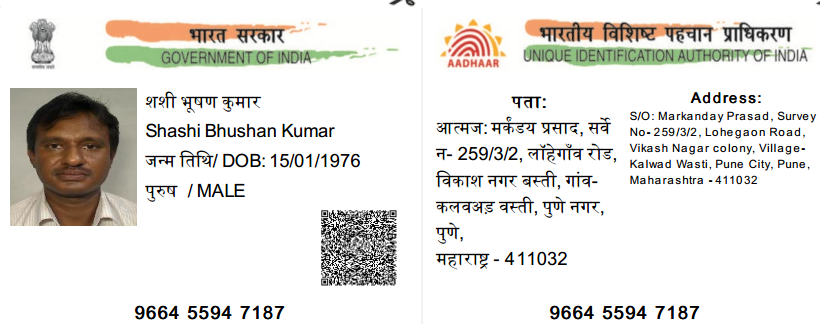 भारत सरकार
GOVERNMENT OF INDIA
शशी भूषण कुमार
Shashi Bhushan Kumar
जन्म तिथि/ DOB: 15/01/1976
पुरुष / MALE
9664 5594 7187
AADHAAR
भारतीय विशिष्ट पहचान प्राधिकरण
UNIQUE IDENTIFICATION AUTHORITY OF INDIA
पता:
आत्मज: मर्कंडय प्रसाद, सर्वे
न- 259/3/2, लॉहेगाँव रोड,
विकाश नगर बस्ती, गांव-
कलवअड़ वस्ती, पुणे नगर,
पुणे,
महाराष्ट्र - 411032
Address:
S/O: Markanday Prasad, Survey
No- 259/3/2, Lohegaon Road,
Vikash Nagar colony, Village-
Kalwad Wasti, Pune City, Pune,
Maharashtra - 411032
9664 5594 7187